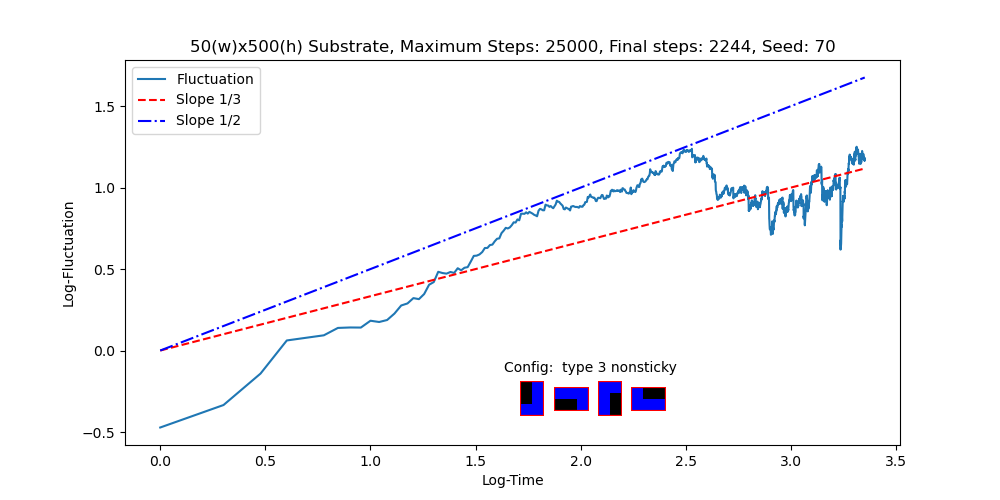 50(w)x500(h) Substrate, Maximum Steps: 25000, Final steps: 2244, Seed: 70
Fluctuation
Slope 1/3
Slope 1/2
1.5
1.0
0.5
0.0
−0.5
Log-Fluctuation
Config:  type 3 nonsticky
0.0 0.5 1.0 1.5 2.0 2.5 3.0 3.5
Log-Time